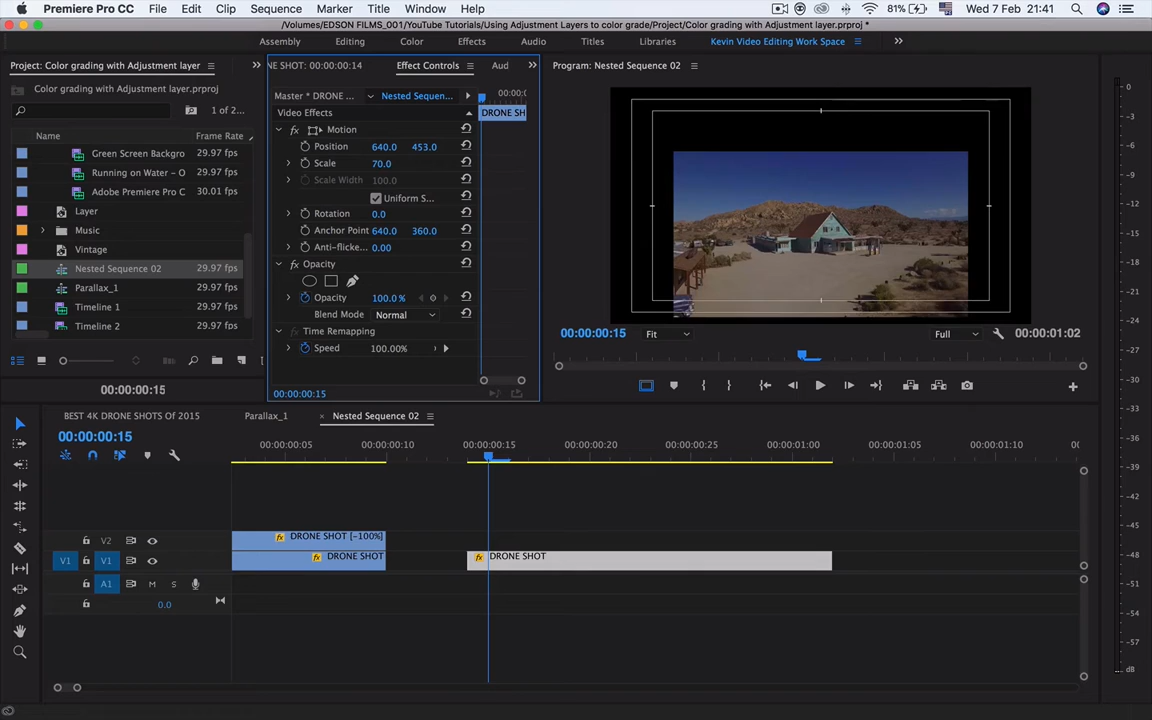 Premiere Pro CC File Edit Clip Sequence Marker Title Window Help 81% Wed 7 Feb 21:41
/Volumes/EDSON FILMS_001/YouTube Tutorials/Using Adjustment Layers to color grade/Project/Color grading with Adjustment layer.prproj *
Assembly Editing Color Effects Audio Titles Libraries Kevin Video Editing Work Space
Project: Color grading with Adjustment layer
Color grading with Adjustment layer.prproj
1 of 2...
Name Frame Rate
Green Screen Backgro 29.97 fps
Running on Water – O 29.97 fps
Adobe Premiere Pro C 30.01 fps
Layer
Music
Vintage
Nested Sequence 02 29.97 fps
Parallax_1 29.97 fps
Timeline 1 29.97 fps
Timeline 2 29.97 fps
00:00:00:15
NE SHOT: 00:00:00:14 Effect Controls Aud
Master * DRONE ... Nested Sequen... 00:00:0
Video Effects DRONE SH
fx Motion
Position 640.0 453.0
Scale 70.0
Scale Width 100.0
Uniform S...
Rotation 0.0
Anchor Point 640.0 360.0
Anti-flicke... 0.00
fx Opacity
Opacity 100.0 %
Blend Mode Normal
fx Time Remapping
Speed 100.00%
00:00:00:15
Program: Nested Sequence 02
00:00:00:15 Fit Full 00:00:01:02
BEST 4K DRONE SHOTS OF 2015 Parallax_1 × Nested Sequence 02
00:00:00:15
00:00:00:05 00:00:00:10 00:00:00:15 00:00:00:20 00:00:00:25 00:00:01:02 00:00:01:05 00:00:01:10 00:
V2 fx DRONE SHOT [-100%]
V1 V1 fx DRONE SHOT fx DRONE SHOT
A1 M S
0.0
0
-3
-6
-9
-12
-15
-18
-21
-24
-27
-30
-33
-36
-39
-42
-45
-48
-51
-54
-57
dB